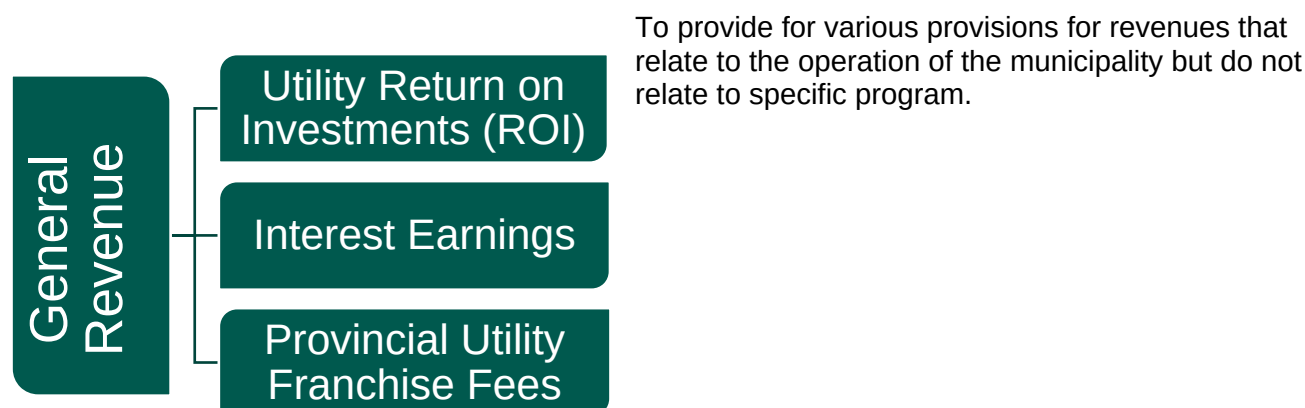 General
Revenue
Utility Return on
Investments (ROI)
Interest Earnings
Provincial Utility
Franchise Fees
To provide for various provisions for revenues that
relate to the operation of the municipality but do not
relate to specific program.